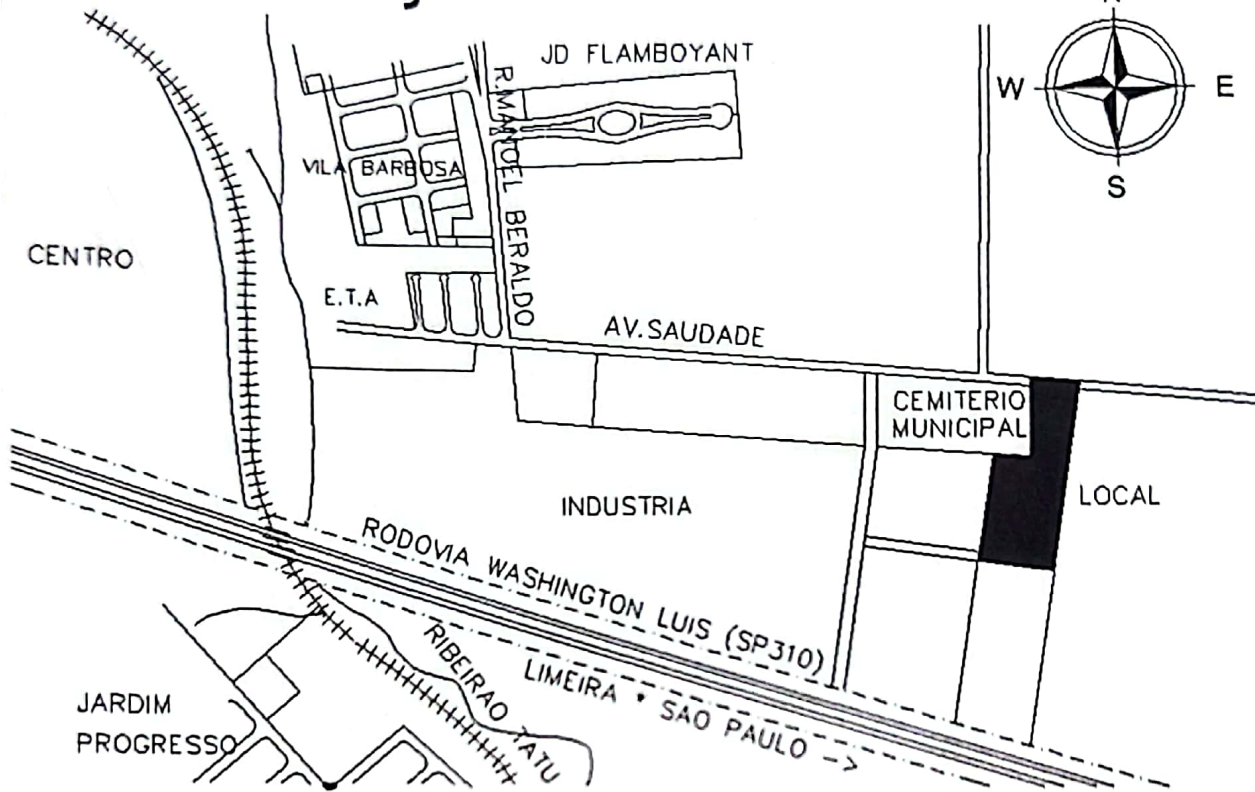 JD FLAMBOYANT
W
E
S
R.MANOEL BERALDO
VILA BARBOSA
CENTRO
E.T.A
AV.SAUDADE
CEMITERIO
MUNICIPAL
LOCAL
INDUSTRIA
RODOVIA WASHINGTON LUIS (SP310)
LIMEIRA * SAO PAULO ->
RIBEIRAO TATU
JARDIM
PROGRESSO